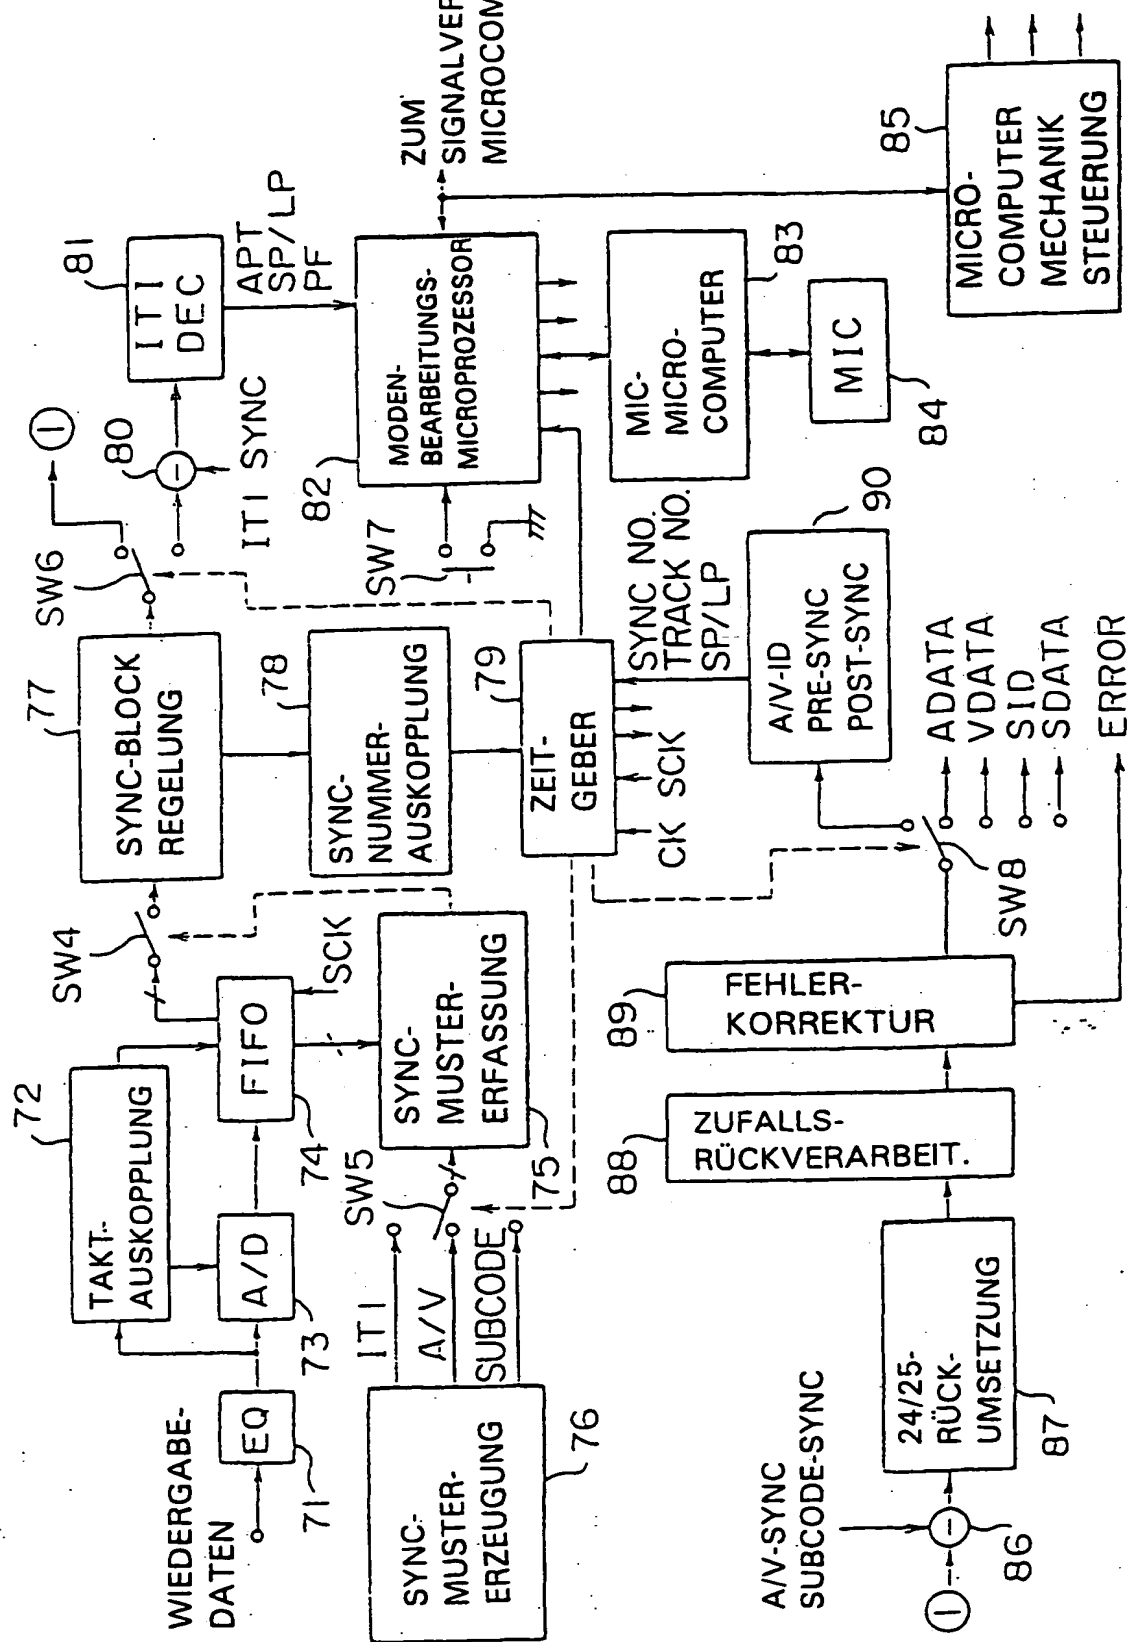 WIEDERGABE-
DATEN
EQ
71
TAKT-
AUSKOPPLUNG
72
A/D
73
FIFO
74
SCK
SW4
SYNC-BLOCK
REGELUNG
77
SW6
①
80
ITI SYNC
ITI
DEC
81
APT
SP/LP
PF
SYNC-
MUSTER-
ERZEUGUNG
76
ITI
A/V
SUBCODE
SW5
SYNC-
MUSTER-
ERFASSUNG
75
SYNC-
NUMMER-
AUSKOPPLUNG
78
ZEIT-
GEBER
79
CK
SCK
SW7
MODEN-
BEARBEITUNGS-
MICROPROZESSOR
82
ZUM
SIGNALVER
MICROCOM
MIC-
MICRO-
COMPUTER
83
MIC
84
MICRO-
COMPUTER
MECHANIK
STEUERUNG
85
SYNC NO.
TRACK NO.
SP/LP
A/V-ID
PRE-SYNC
POST-SYNC
90
A/V-SYNC
SUBCODE-SYNC
①
86
24/25-
RÜCK-
UMSETZUNG
87
ZUFALLS-
RÜCKVERARBEIT.
88
FEHLER-
KORREKTUR
89
SW8
ADATA
VDATA
SID
SDATA
ERROR